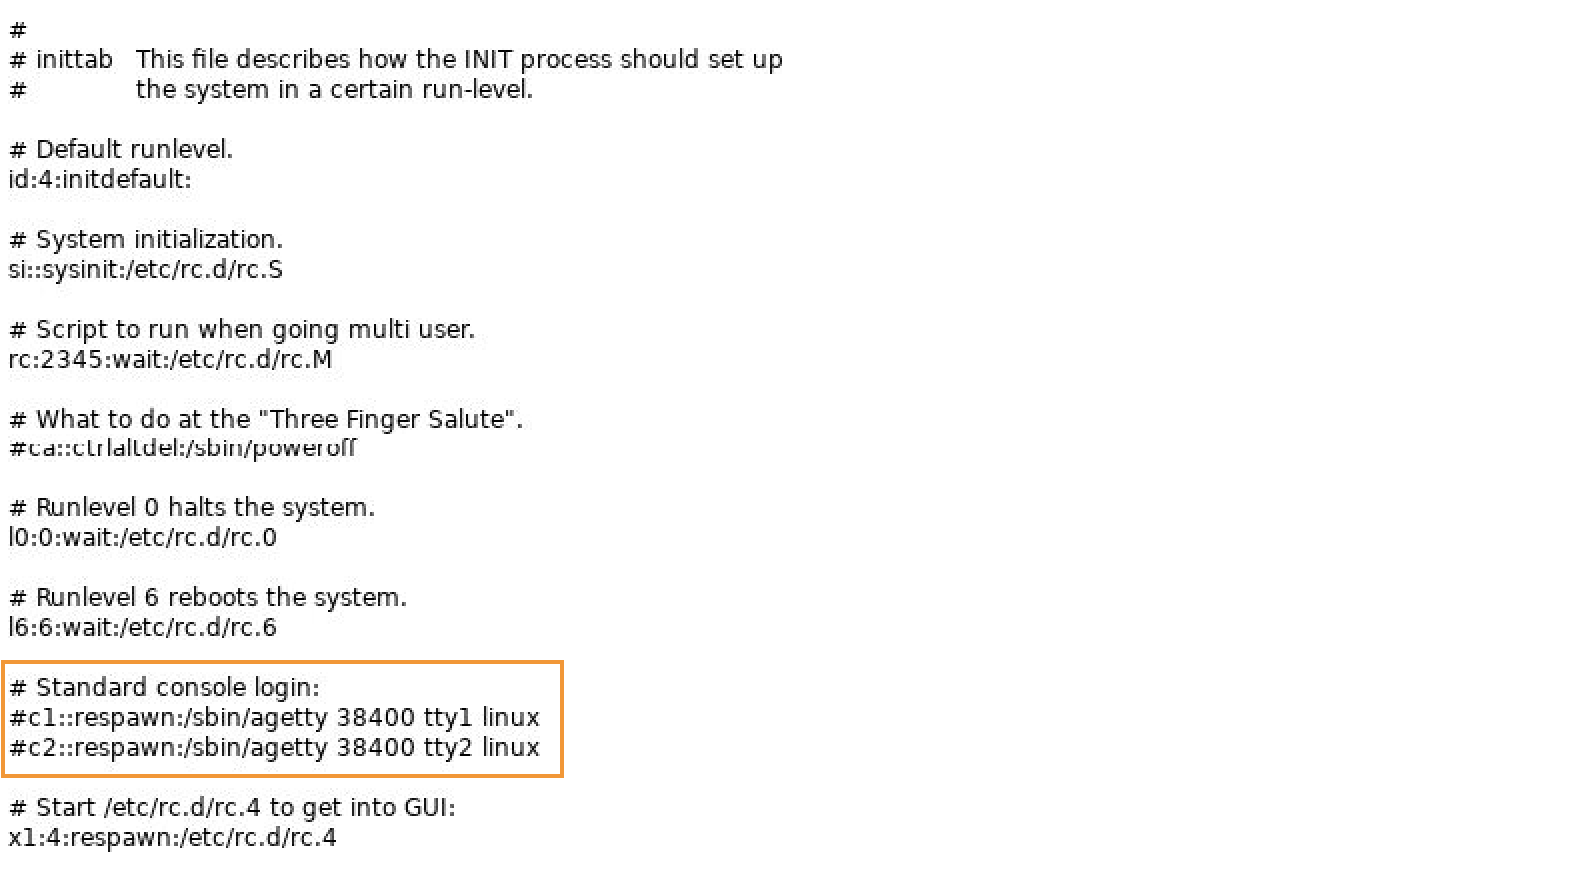 #
# inittab This file describes how the INIT process should set up
# the system in a certain run-level.
# Default runlevel.
id:4:initdefault:
# System initialization.
si::sysinit:/etc/rc.d/rc.S
# Script to run when going multi user.
rc:2345:wait:/etc/rc.d/rc.M
# What to do at the "Three Finger Salute".
#ca::ctrlaltdel:/sbin/poweroff
# Runlevel 0 halts the system.
l0:0:wait:/etc/rc.d/rc.0
# Runlevel 6 reboots the system.
l6:6:wait:/etc/rc.d/rc.6
# Standard console login:
#c1::respawn:/sbin/agetty 38400 tty1 linux
#c2::respawn:/sbin/agetty 38400 tty2 linux
# Start /etc/rc.d/rc.4 to get into GUI:
x1:4:respawn:/etc/rc.d/rc.4